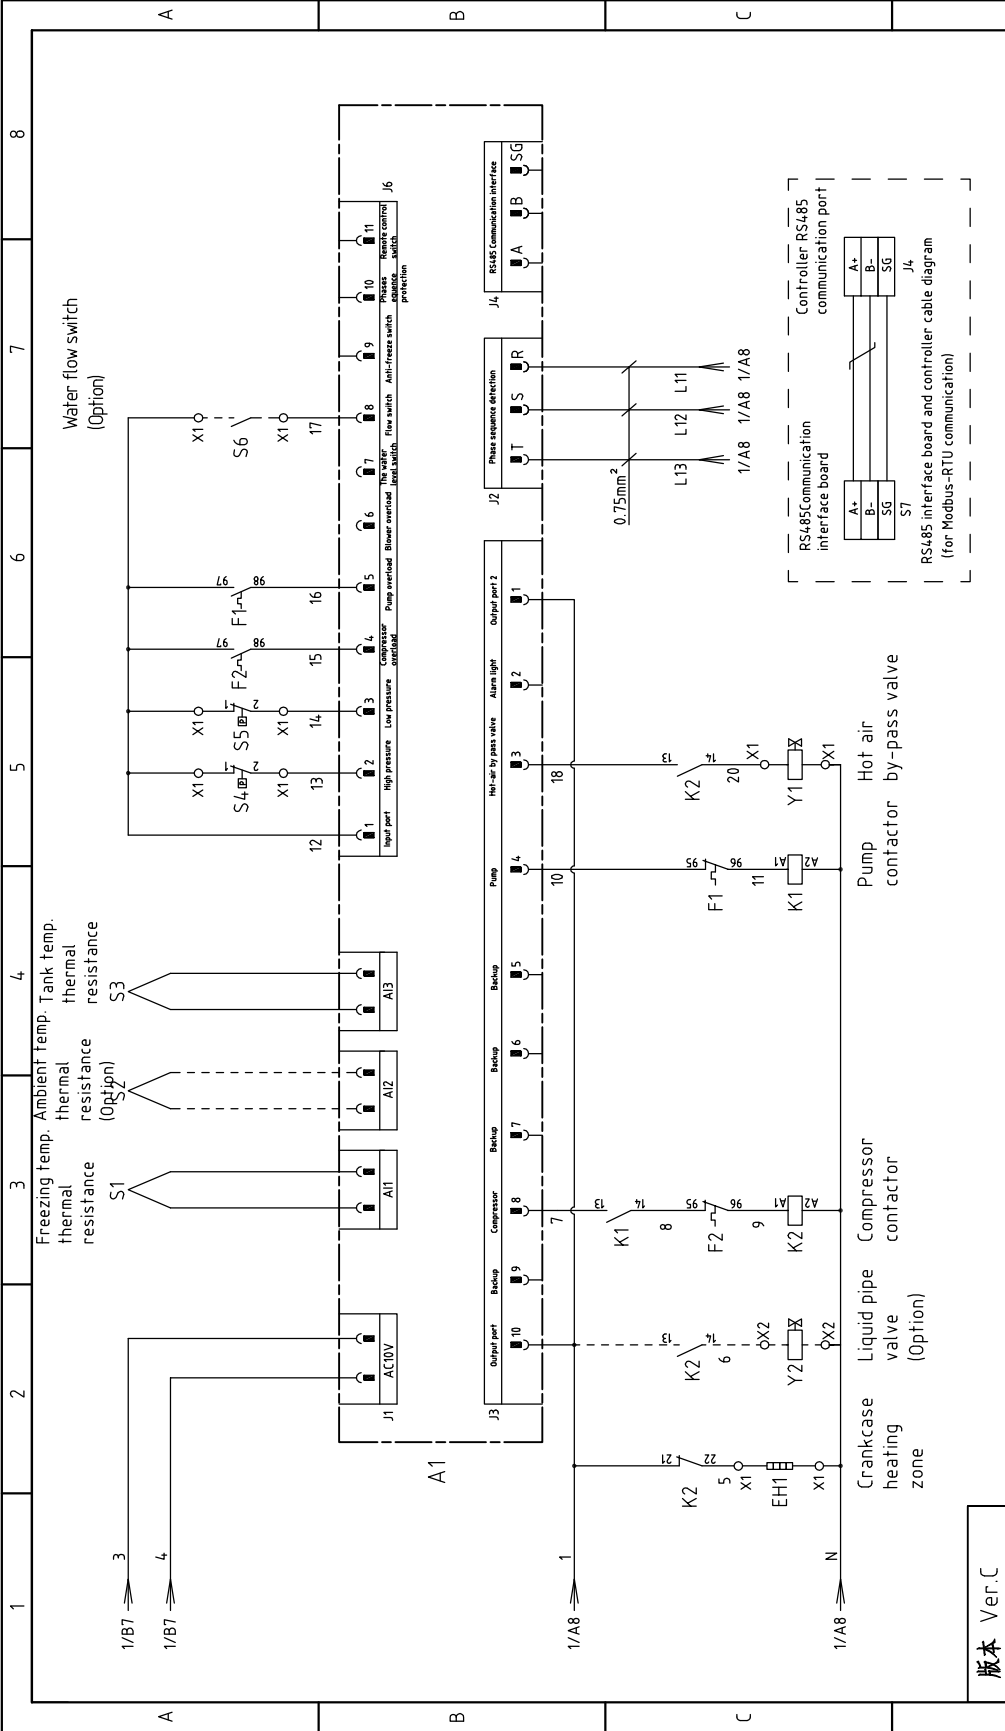 1
2
3
4
5
6
7
8
A
B
C
A
B
C
1/B7
3
1/B7
4
Freezing temp.
thermal
resistance
S1
Ambient temp.
thermal
resistance
(Option)
S2
Tank temp.
thermal
resistance
S3
Water flow switch
(Option)
X1
X1
X1
1
2
S4
P
X1
13
1
2
S5
P
X1
14
97
98
F2
15
97
98
F1
16
S6
X1
17
12
J1
AC10V
AI1
AI2
AI3
1
2
3
4
5
6
7
8
9
10
11
J6
Input port
High pressure
Low pressure
Compressor
overload
Pump overload
Blower overload
The water
level switch
Flow switch
Anti-freeze switch
Phases
equence
protection
Remote control
switch
A1
J3
Output port
Backup
Compressor
Backup
Backup
Backup
Pump
Hot-air by pass valve
Alarm light
Output port 2
10
9
8
7
6
5
4
3
2
1
J2
Phase sequence detection
T
S
R
J4
RS485 Communication interface
A
B
SG
0.75mm²
L13
L12
L11
1/A8
1/A8
1/A8
1/A8
1
7
10
18
21
22
K2
5
X1
EH1
X1
13
14
K2
6
X2
Y2
X2
13
14
K1
8
95
96
F2
9
A1
A2
K2
95
96
F1
11
A1
A2
K1
13
14
K2
20
X1
Y1
X1
1/A8
N
Crankcase
heating
zone
Liquid pipe
valve
(Option)
Compressor
contactor
Pump
contactor
Hot air
by-pass valve
RS485Communication
interface board
Controller RS485
communication port
A+
B-
SG
S7
A+
B-
SG
J4
RS485 interface board and controller cable diagram
(for Modbus-RTU communication)
版本 Ver.C